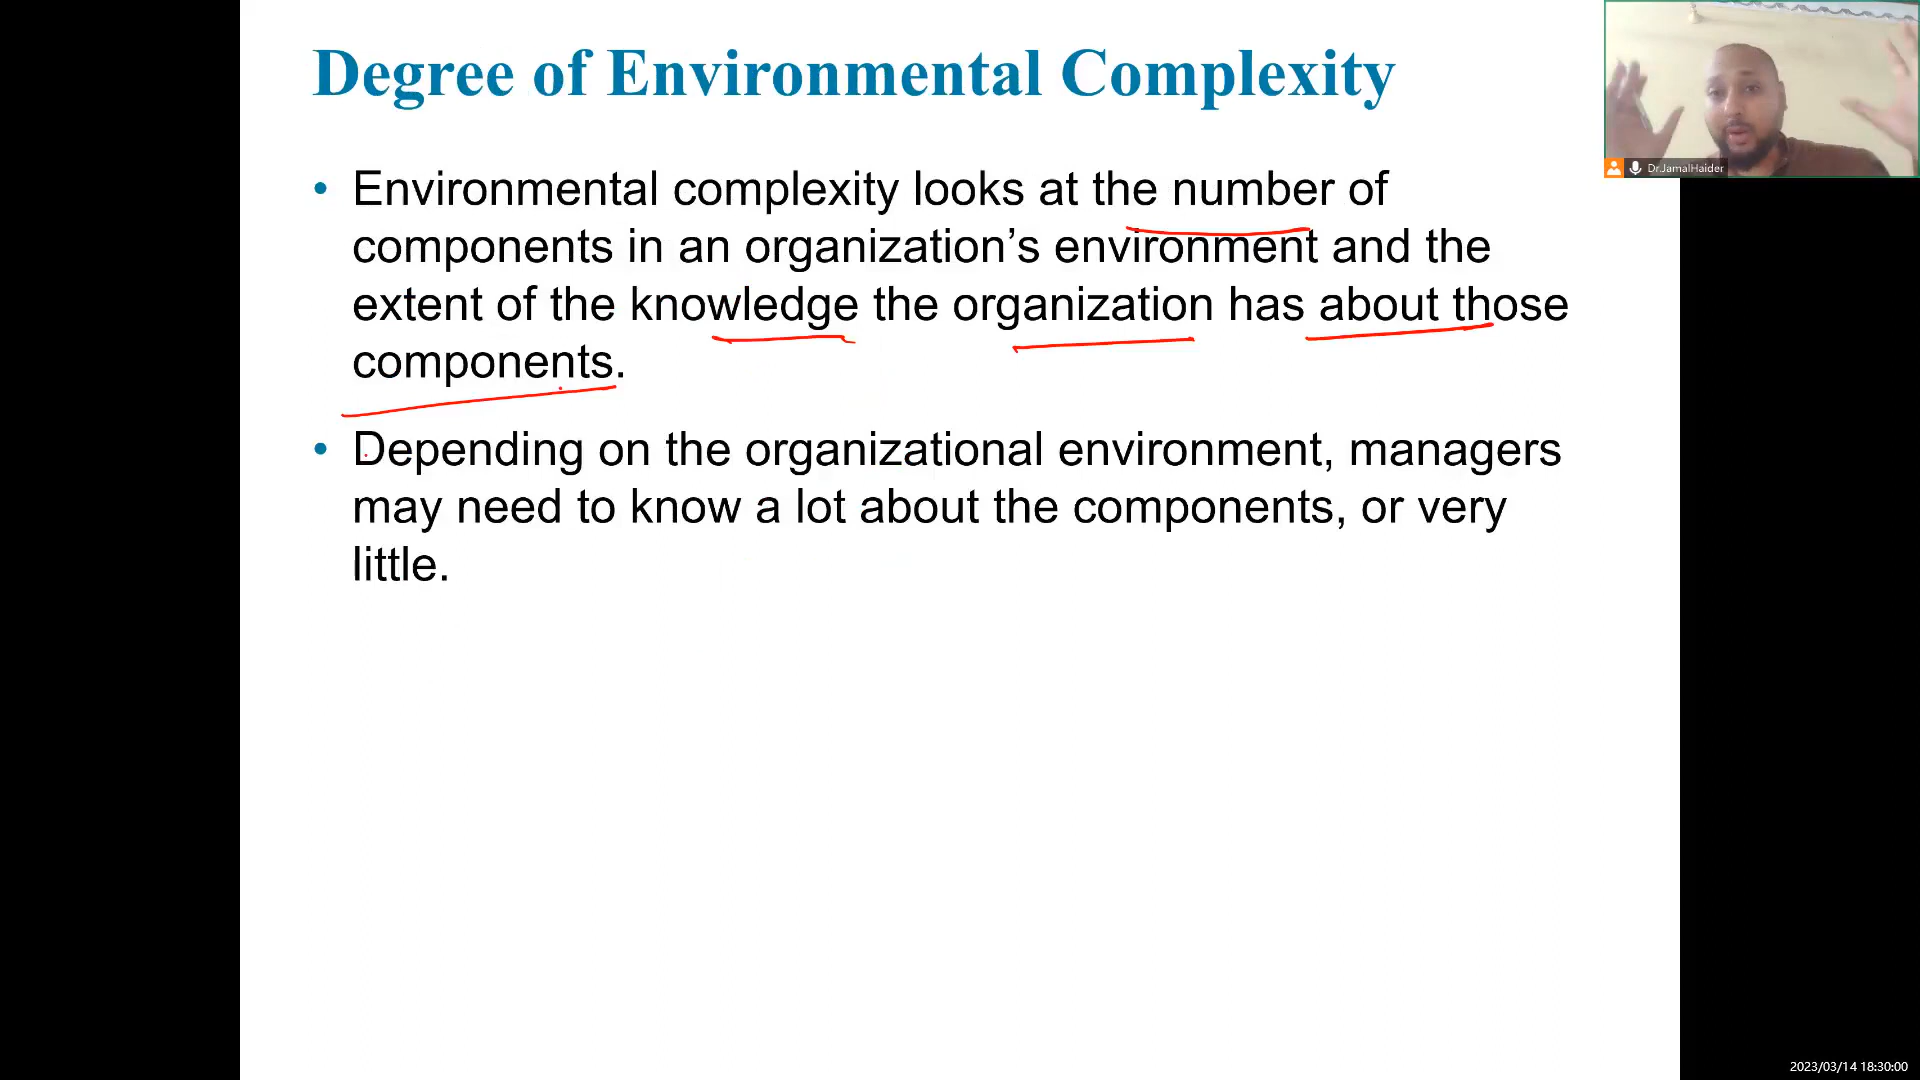 Degree of Environmental Complexity
DrJamalHaider
• Environmental complexity looks at the number of
components in an organization’s environment and the
extent of the knowledge the organization has about those
components.
• Depending on the organizational environment, managers
may need to know a lot about the components, or very
little.
2023/03/14 18:30:00